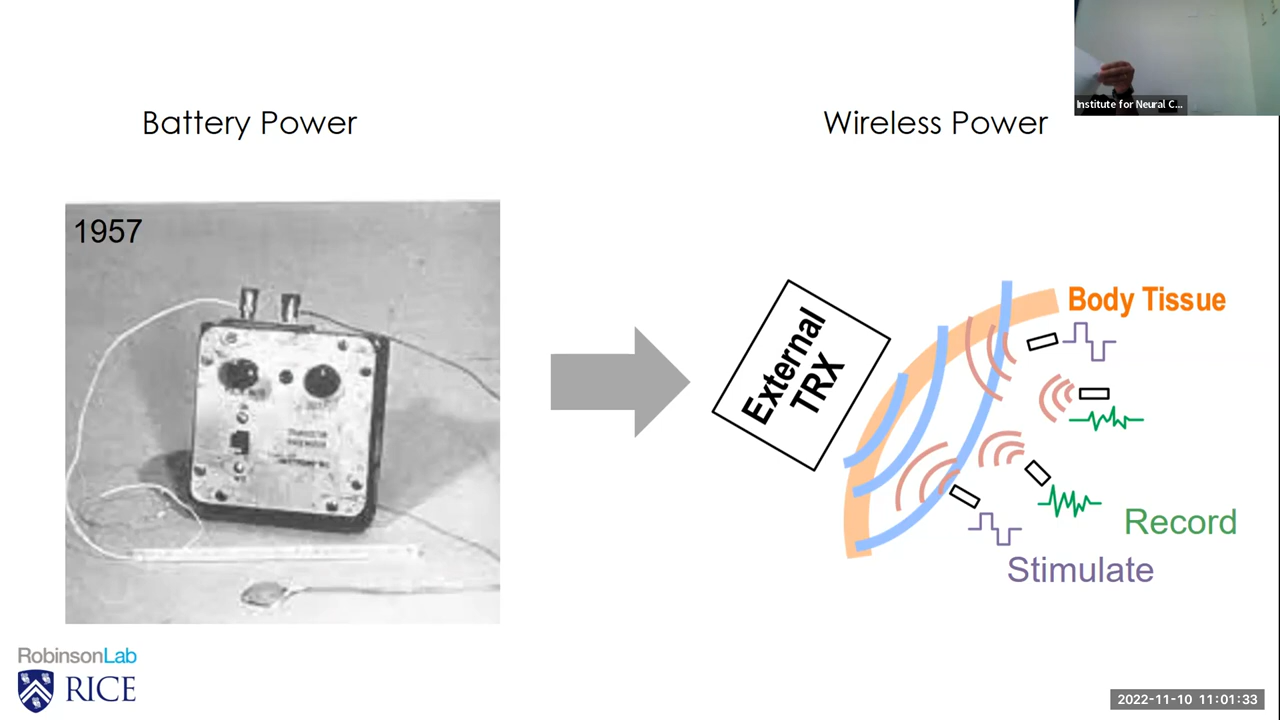 Battery Power
Wireless Power
Institute for Neural C...
1957
External
TRX
Body Tissue
Record
Stimulate
RobinsonLab
RICE
2022-11-10 11:01:33